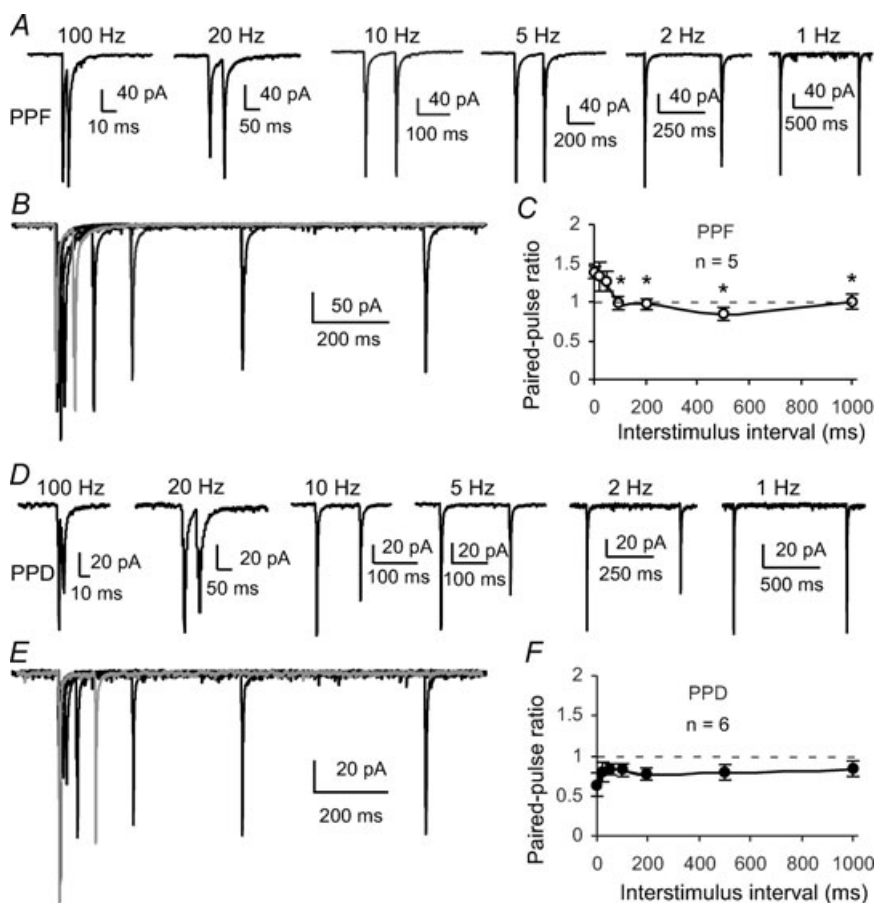 A
100 Hz 20 Hz 10 Hz 5 Hz 2 Hz 1 Hz
PPF
40 pA 40 pA 40 pA 40 pA 40 pA 40 pA
10 ms 50 ms 100 ms 200 ms 250 ms 500 ms
B
50 pA
200 ms
C
PPF
n = 5
* * * *
Paired-pulse ratio
2
1.5
1
0.5
0
0 200 400 600 800 1000
Interstimulus interval (ms)
D
100 Hz 20 Hz 10 Hz 5 Hz 2 Hz 1 Hz
PPD
20 pA 20 pA 20 pA 20 pA 20 pA 20 pA
10 ms 50 ms 100 ms 100 ms 250 ms 500 ms
E
20 pA
200 ms
F
PPD
n = 6
Paired-pulse ratio
2
1.5
1
0.5
0
0 200 400 600 800 1000
Interstimulus interval (ms)